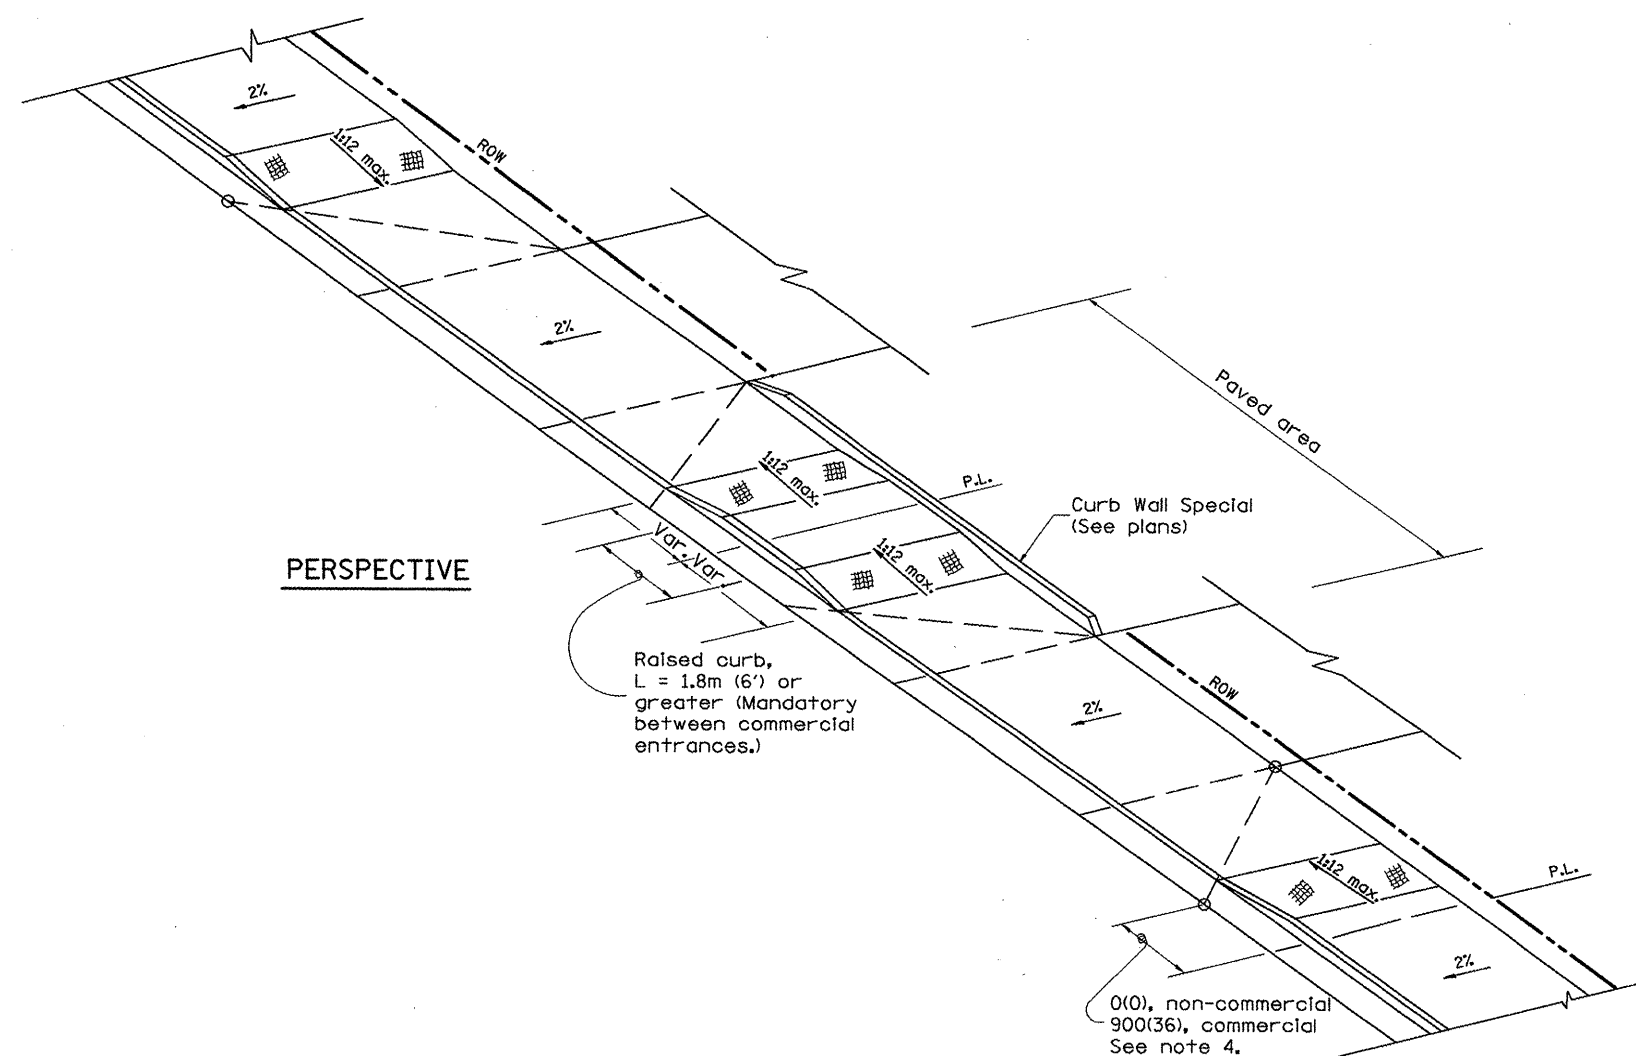 2%
1:12 max.
ROW
2%
Paved area
1:12 max.
P.L.
Curb Wall Special
(See plans)
Var. Var.
1:12 max.
PERSPECTIVE
Raised curb,
L = 1.8m (6') or
greater (Mandatory
between commercial
entrances.)
ROW
2%
1:12 max.
P.L.
2%
0(0), non-commercial
900(36), commercial
See note 4.